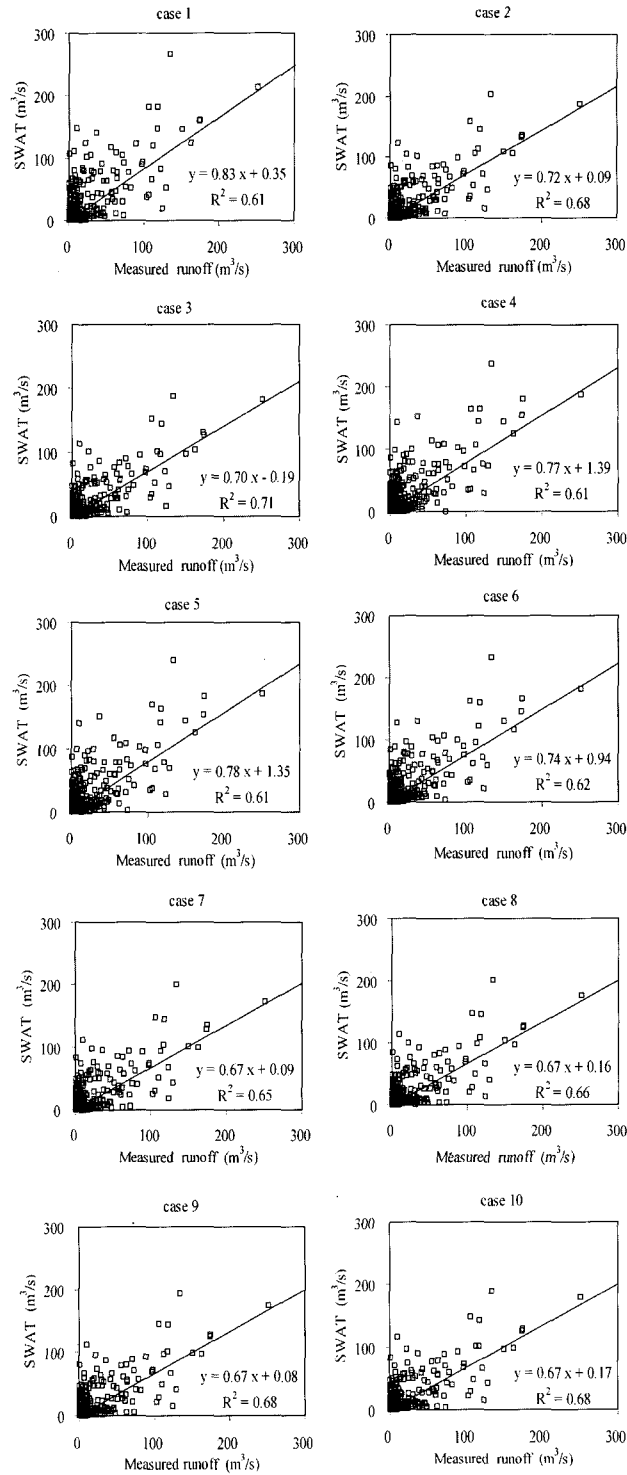 case 1
300
200
100
0
SWAT (m³/s)
y = 0.83 x + 0.35
R² = 0.61
0 100 200 300
Measured runoff (m³/s)
case 2
300
200
100
0
SWAT (m³/s)
y = 0.72 x + 0.09
R² = 0.68
0 100 200 300
Measured runoff (m³/s)
case 3
300
200
100
0
SWAT (m³/s)
y = 0.70 x - 0.19
R² = 0.71
0 100 200 300
Measured runoff (m³/s)
case 4
300
200
100
0
SWAT (m³/s)
y = 0.77 x + 1.39
R² = 0.61
0 100 200 300
Measured runoff (m³/s)
case 5
300
200
100
0
SWAT (m³/s)
y = 0.78 x + 1.35
R² = 0.61
0 100 200 300
Measured runoff (m³/s)
case 6
300
200
100
0
SWAT (m³/s)
y = 0.74 x + 0.94
R² = 0.62
0 100 200 300
Measured runoff (m³/s)
case 7
300
200
100
0
SWAT (m³/s)
y = 0.67 x + 0.09
R² = 0.65
0 100 200 300
Measured runoff (m³/s)
case 8
300
200
100
0
SWAT (m³/s)
y = 0.67 x + 0.16
R² = 0.66
0 100 200 300
Measured runoff (m³/s)
case 9
300
200
100
0
SWAT (m³/s)
y = 0.67 x + 0.08
R² = 0.68
0 100 200 300
Measured runoff (m³/s)
case 10
300
200
100
0
SWAT (m³/s)
y = 0.67 x + 0.17
R² = 0.68
0 100 200 300
Measured runoff (m³/s)